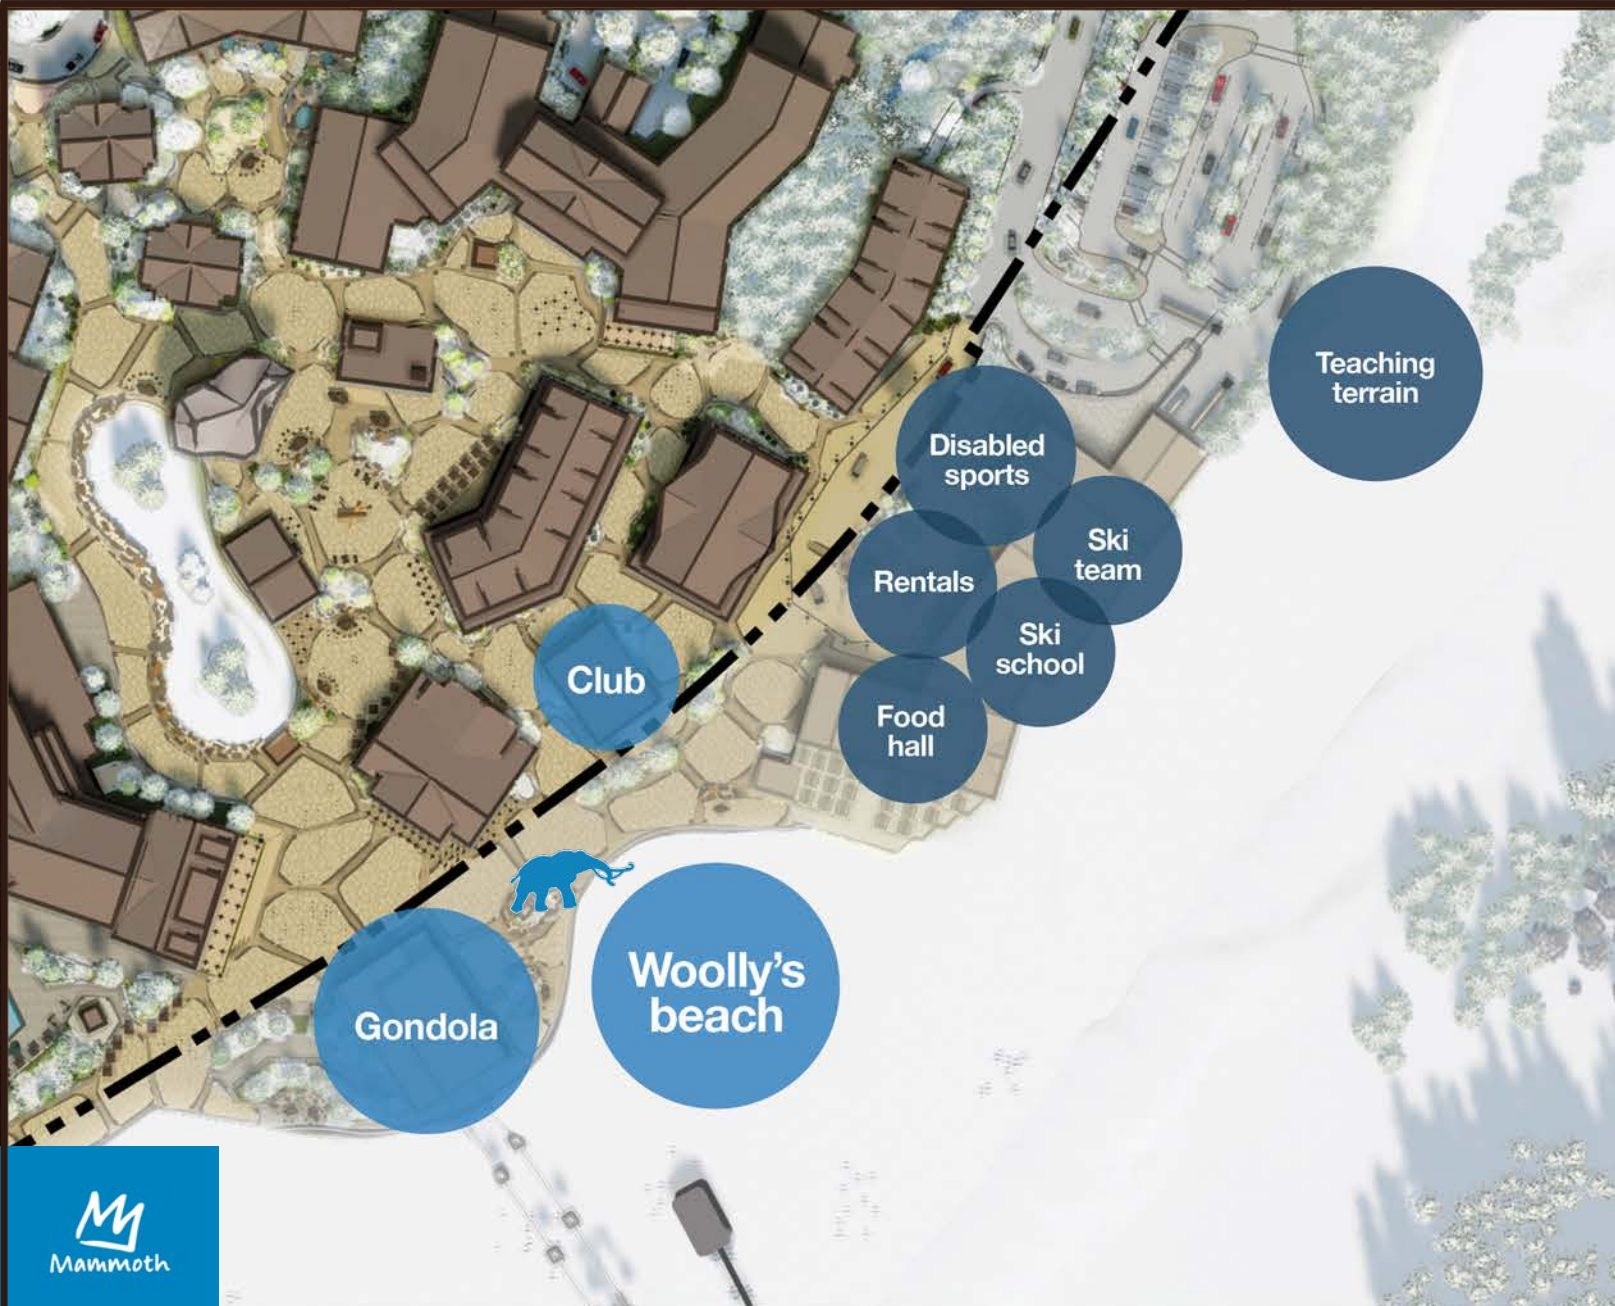 Teaching
terrain
Disabled
sports
Ski
team
Rentals
Ski
school
Club
Food
hall
Woolly's
beach
Gondola
Mammoth